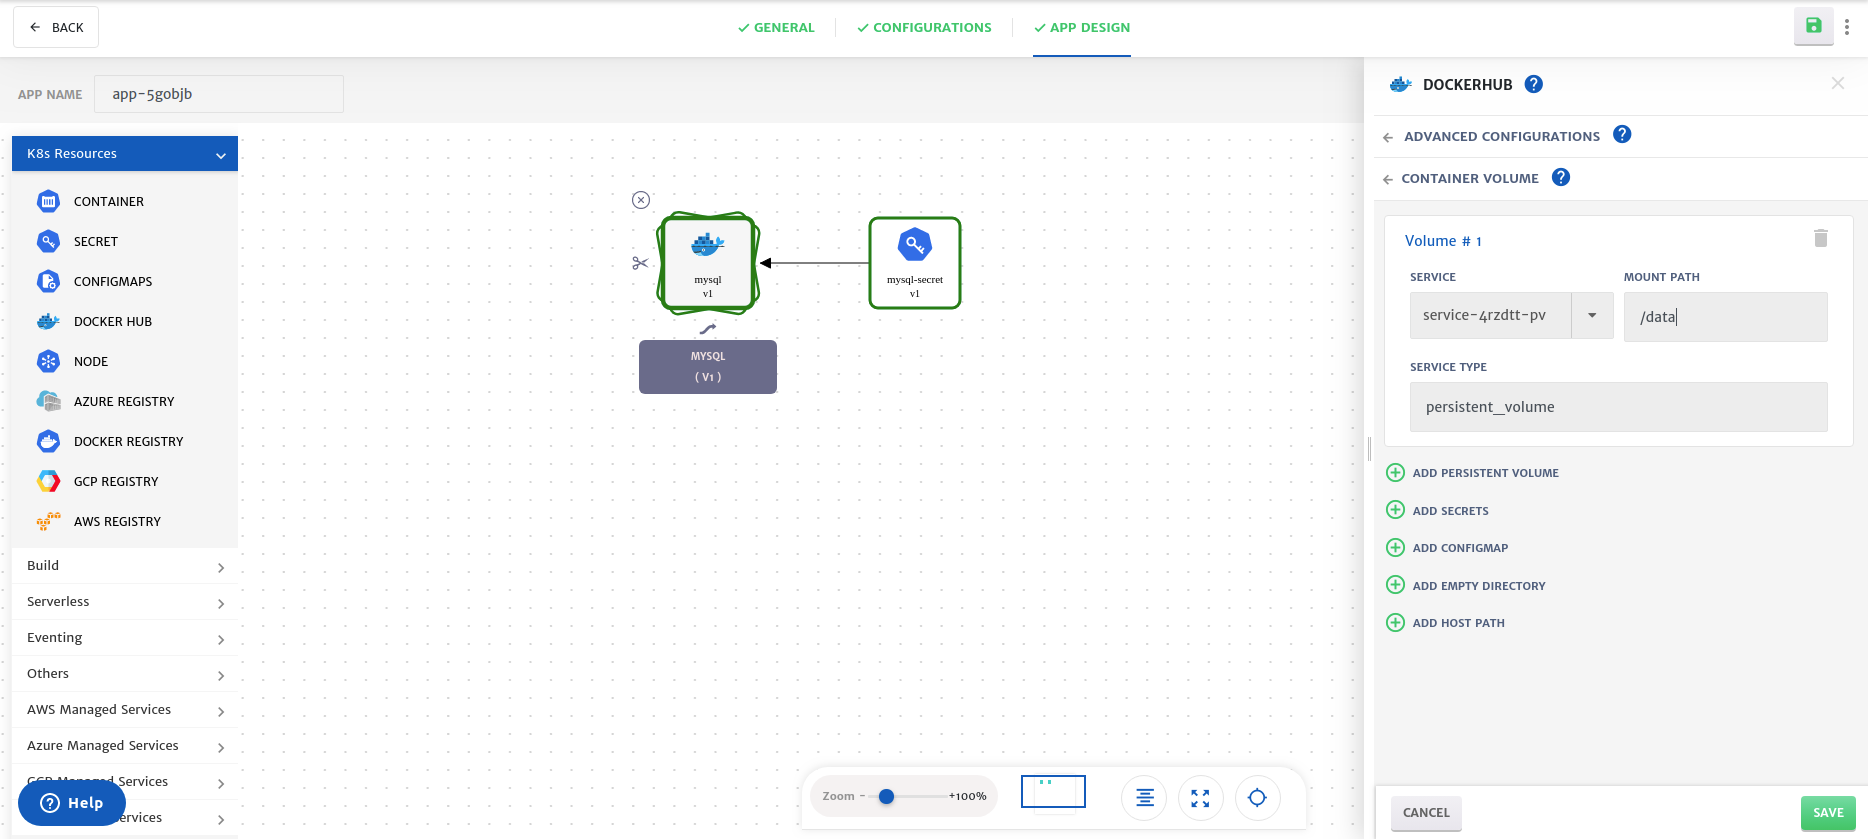 BACK
GENERAL
CONFIGURATIONS
APP DESIGN
APP NAME
app-5gobjb
K8s Resources
CONTAINER
SECRET
CONFIGMAPS
DOCKER HUB
NODE
AZURE REGISTRY
DOCKER REGISTRY
GCP REGISTRY
AWS REGISTRY
Build
Serverless
Eventing
Others
AWS Managed Services
Azure Managed Services
GCP Managed Services
ervices
? Help
mysql
v1
mysql-secret
v1
MYSQL
( V1 )
Zoom - +100%
DOCKERHUB ?
ADVANCED CONFIGURATIONS ?
CONTAINER VOLUME ?
Volume # 1
SERVICE MOUNT PATH
service-4rzdtt-pv /data
SERVICE TYPE
persistent_volume
ADD PERSISTENT VOLUME
ADD SECRETS
ADD CONFIGMAP
ADD EMPTY DIRECTORY
ADD HOST PATH
CANCEL SAVE